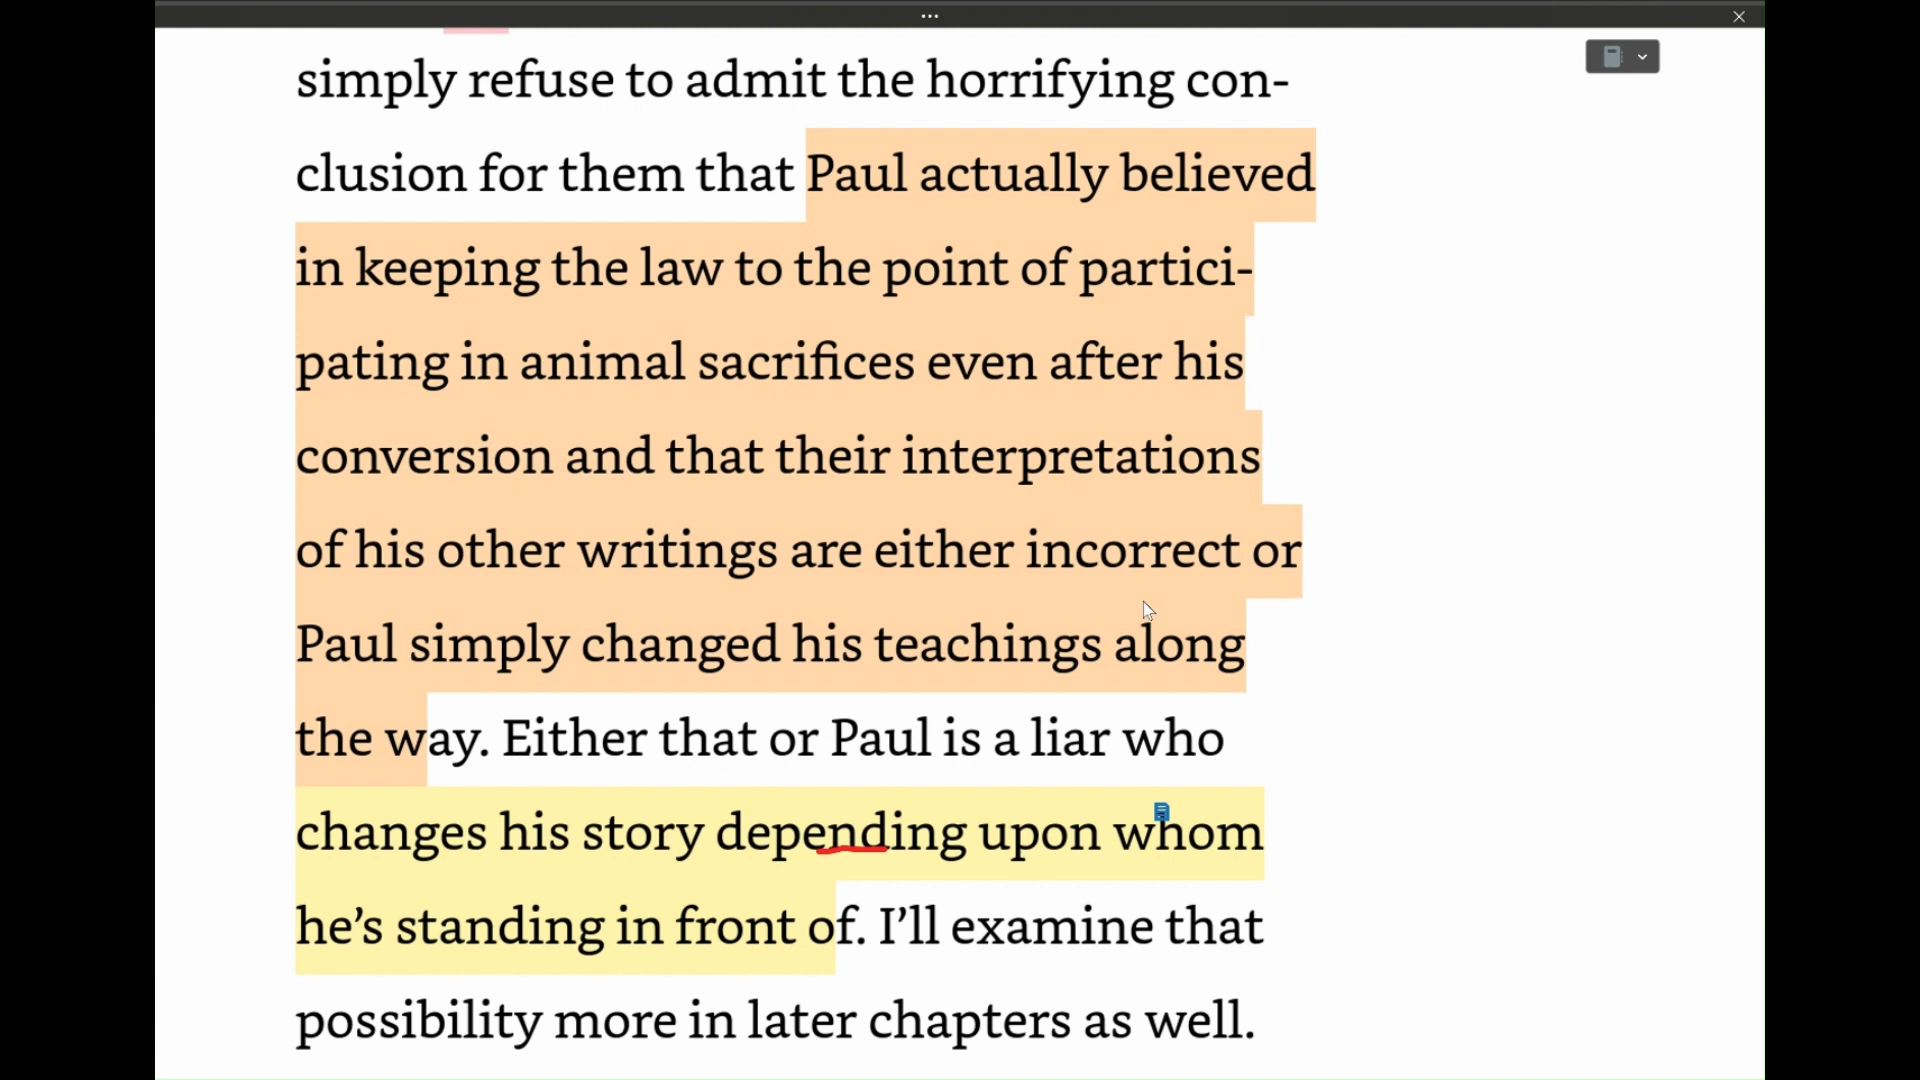 simply refuse to admit the horrifying con-
clusion for them that Paul actually believed
in keeping the law to the point of partici-
pating in animal sacrifices even after his
conversion and that their interpretations
of his other writings are either incorrect or
Paul simply changed his teachings along
the way. Either that or Paul is a liar who
changes his story depending upon whom
he’s standing in front of. I’ll examine that
possibility more in later chapters as well.